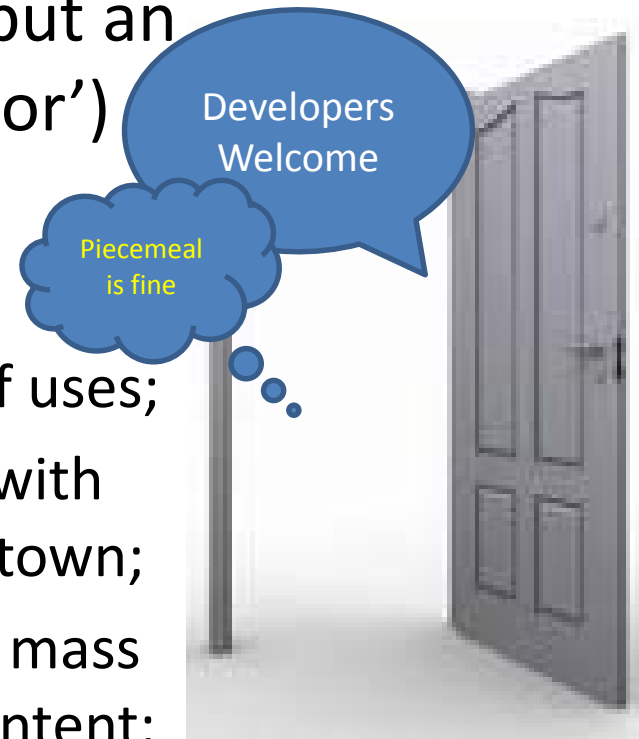 out an
or’)
Developers
Welcome
Piecemeal
is fine
f uses;
with
town;
mass
ntent;